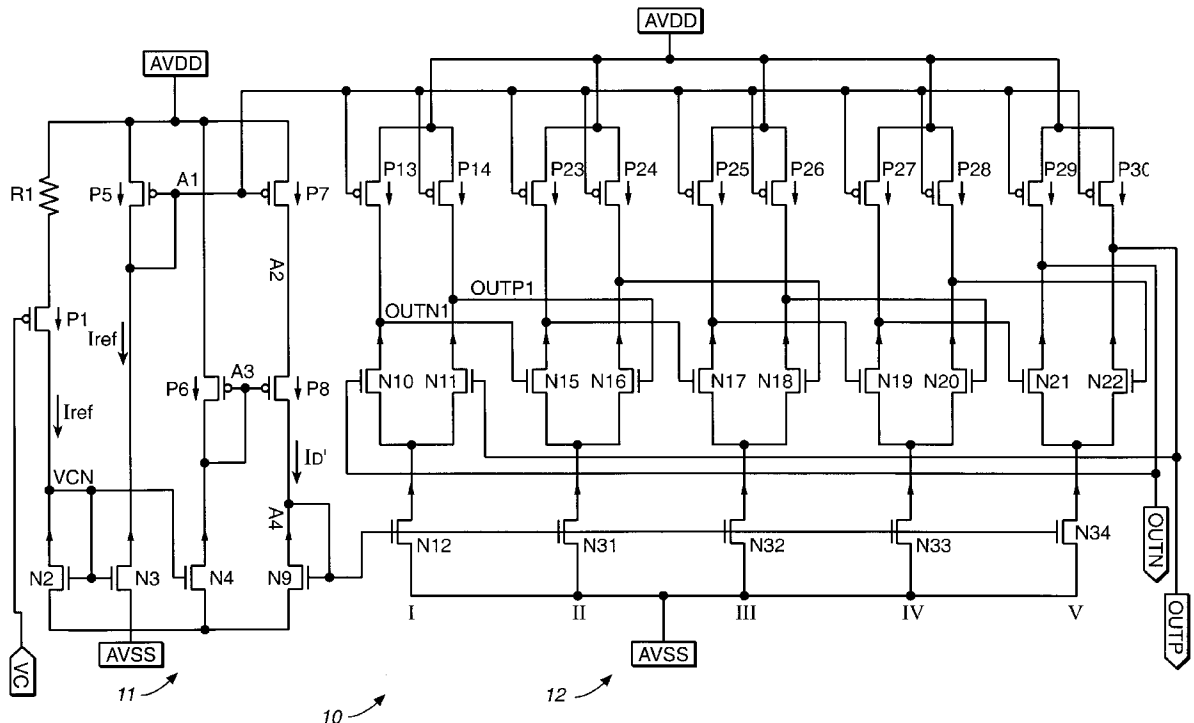 AVDD
AVDD
P13
P14
P23
P24
P25
P26
P27
P28
P29
P30
R1
P5
A1
P7
A2
OUTP1
OUTN1
P1
Iref
Iref
P6
A3
P8
N10
N11
N15
N16
N17
N18
N19
N20
N21
N22
ID'
VCN
A4
N2
N3
N4
N9
N12
N31
N32
N33
N34
OUTN
OUTP
I
II
III
IV
V
AVSS
AVSS
VC
11
10
12